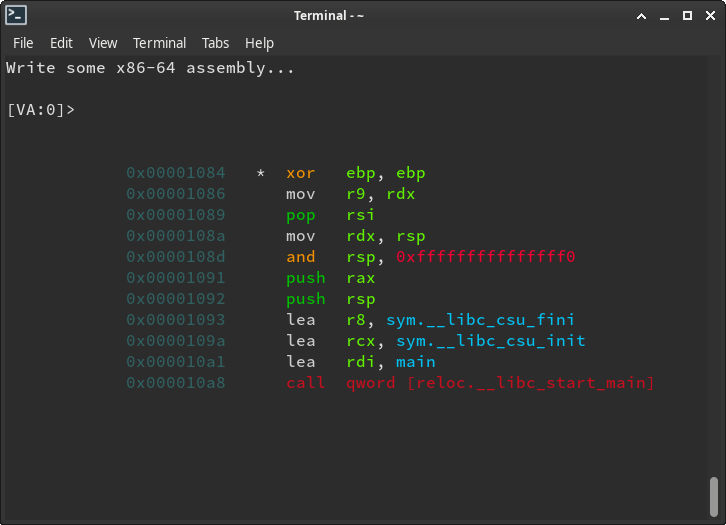 Terminal - ~
File Edit View Terminal Tabs Help
Write some x86-64 assembly...
[VA:0]>
0x00001084 * xor ebp, ebp
0x00001086 mov r9, rdx
0x00001089 pop rsi
0x0000108a mov rdx, rsp
0x0000108d and rsp, 0xfffffffffffffff0
0x00001091 push rax
0x00001092 push rsp
0x00001093 lea r8, sym.__libc_csu_fini
0x0000109a lea rcx, sym.__libc_csu_init
0x000010a1 lea rdi, main
0x000010a8 call qword [reloc.__libc_start_main]